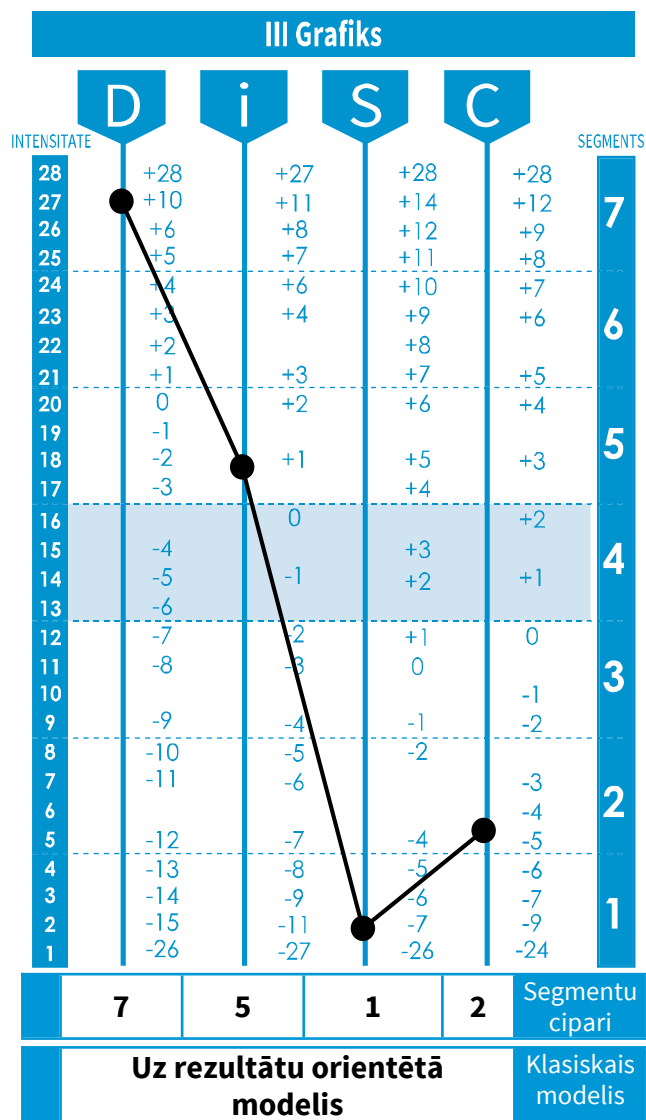 III Grafiks
D i S C
INTENSITATE SEGMENTS
28 +28 +27 +28 +28
27 +10 +11 +14 +12 7
26 +6 +8 +12 +9
25 +5 +7 +11 +8
24 +4 +6 +10 +7
23 +3 +4 +9 +6 6
22 +2 +8
21 +1 +3 +7 +5
20 0 +2 +6 +4
19 -1 5
18 -2 +1 +5 +3
17 -3 +4
16 0 +2
15 -4 +3 4
14 -5 -1 +2 +1
13 -6
12 -7 -2 +1 0
11 -8 -3 0 3
10 -1
9 -9 -4 -1 -2
8 -10 -5 -2
7 -11 -6 -3 2
6 -4
5 -12 -7 -4 -5
4 -13 -8 -5 -6
3 -14 -9 -6 -7 1
2 -15 -11 -7 -9
1 -26 -27 -26 -24
7 5 1 2 Segmentu
cipari
Uz rezultātu orientētā Klasiskais
modelis modelis